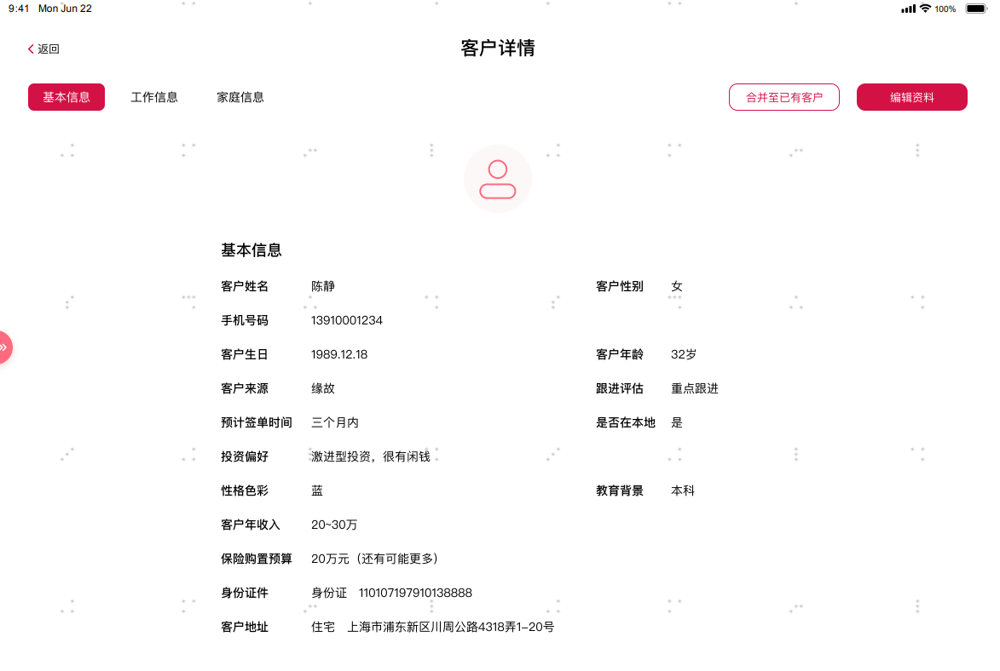 9:41 Mon Jun 22 100%
返回 客户详情
基本信息 工作信息 家庭信息 合并至已有客户 编辑资料
基本信息
客户姓名 陈静 客户性别 女
手机号码 13910001234
客户生日 1989.12.18 客户年龄 32岁
客户来源 缘故 跟进评估 重点跟进
预计签单时间 三个月内 是否在本地 是
投资偏好 激进型投资，很有闲钱
性格色彩 蓝 教育背景 本科
客户年收入 20~30万
保险购置预算 20万元（还有可能更多）
身份证件 身份证 110107197910138888
客户地址 住宅 上海市浦东新区川周公路4318弄1-20号